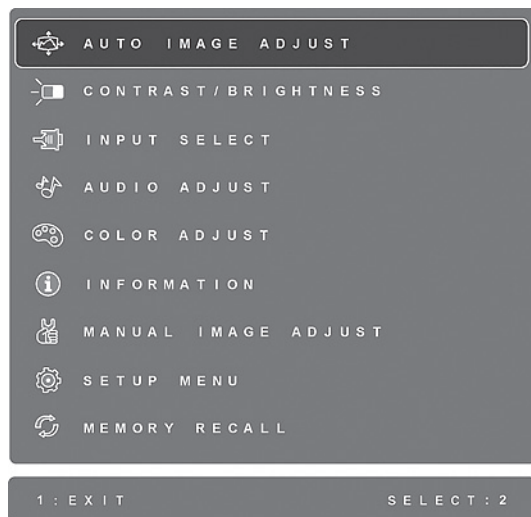 AUTO IMAGE ADJUST
CONTRAST/BRIGHTNESS
INPUT SELECT
AUDIO ADJUST
COLOR ADJUST
INFORMATION
MANUAL IMAGE ADJUST
SETUP MENU
MEMORY RECALL
1:EXIT SELECT:2